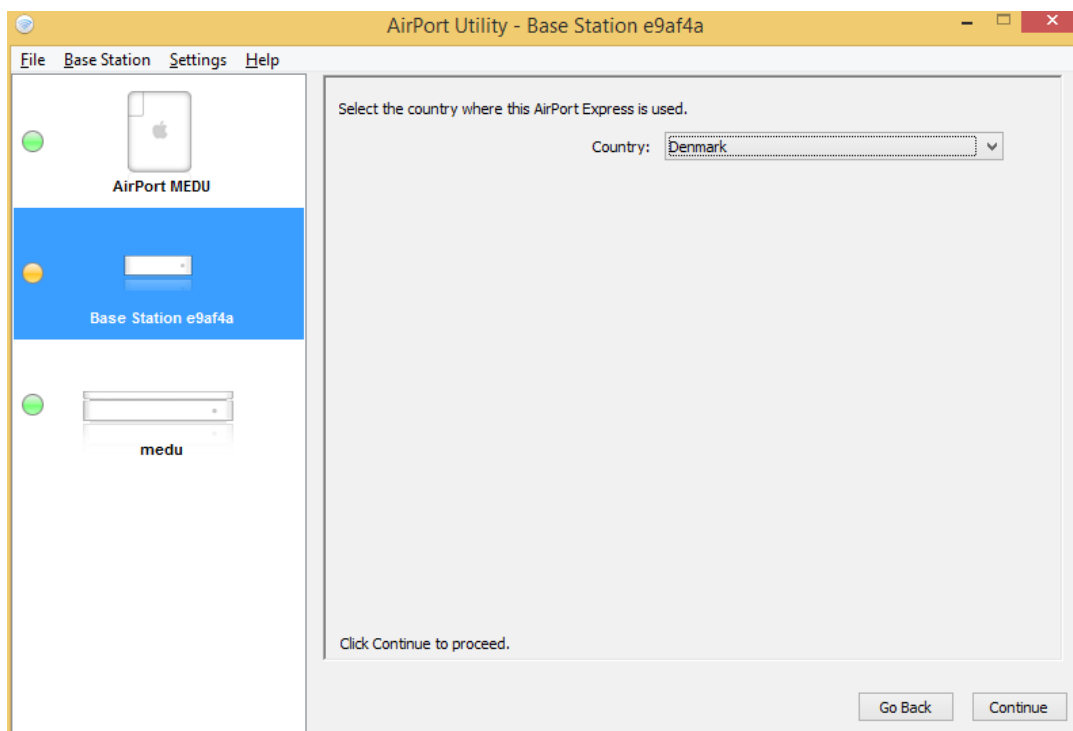 AirPort Utility - Base Station e9af4a
File Base Station Settings Help
AirPort MEDU
Base Station e9af4a
medu
Select the country where this AirPort Express is used.
Country: Denmark
Click Continue to proceed.
Go Back Continue